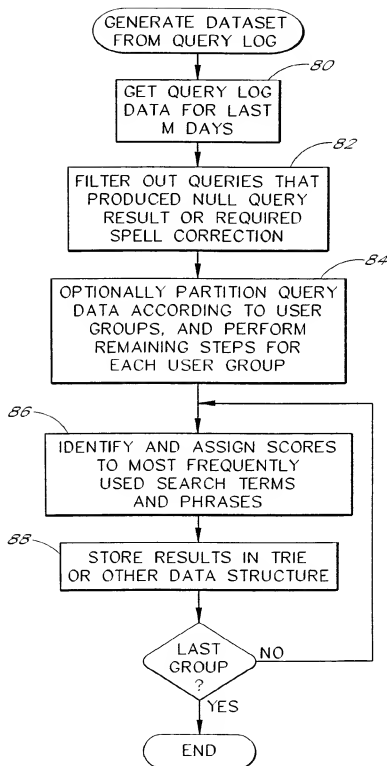 GENERATE DATASET
FROM QUERY LOG
80
GET QUERY LOG
DATA FOR LAST
M DAYS
82
FILTER OUT QUERIES THAT
PRODUCED NULL QUERY
RESULT OR REQUIRED
SPELL CORRECTION
84
OPTIONALLY PARTITION QUERY
DATA ACCORDING TO USER
GROUPS, AND PERFORM
REMAINING STEPS FOR
EACH USER GROUP
86
IDENTIFY AND ASSIGN SCORES
TO MOST FREQUENTLY
USED SEARCH TERMS
AND PHRASES
88
STORE RESULTS IN TRIE
OR OTHER DATA STRUCTURE
LAST
GROUP
?
NO
YES
END